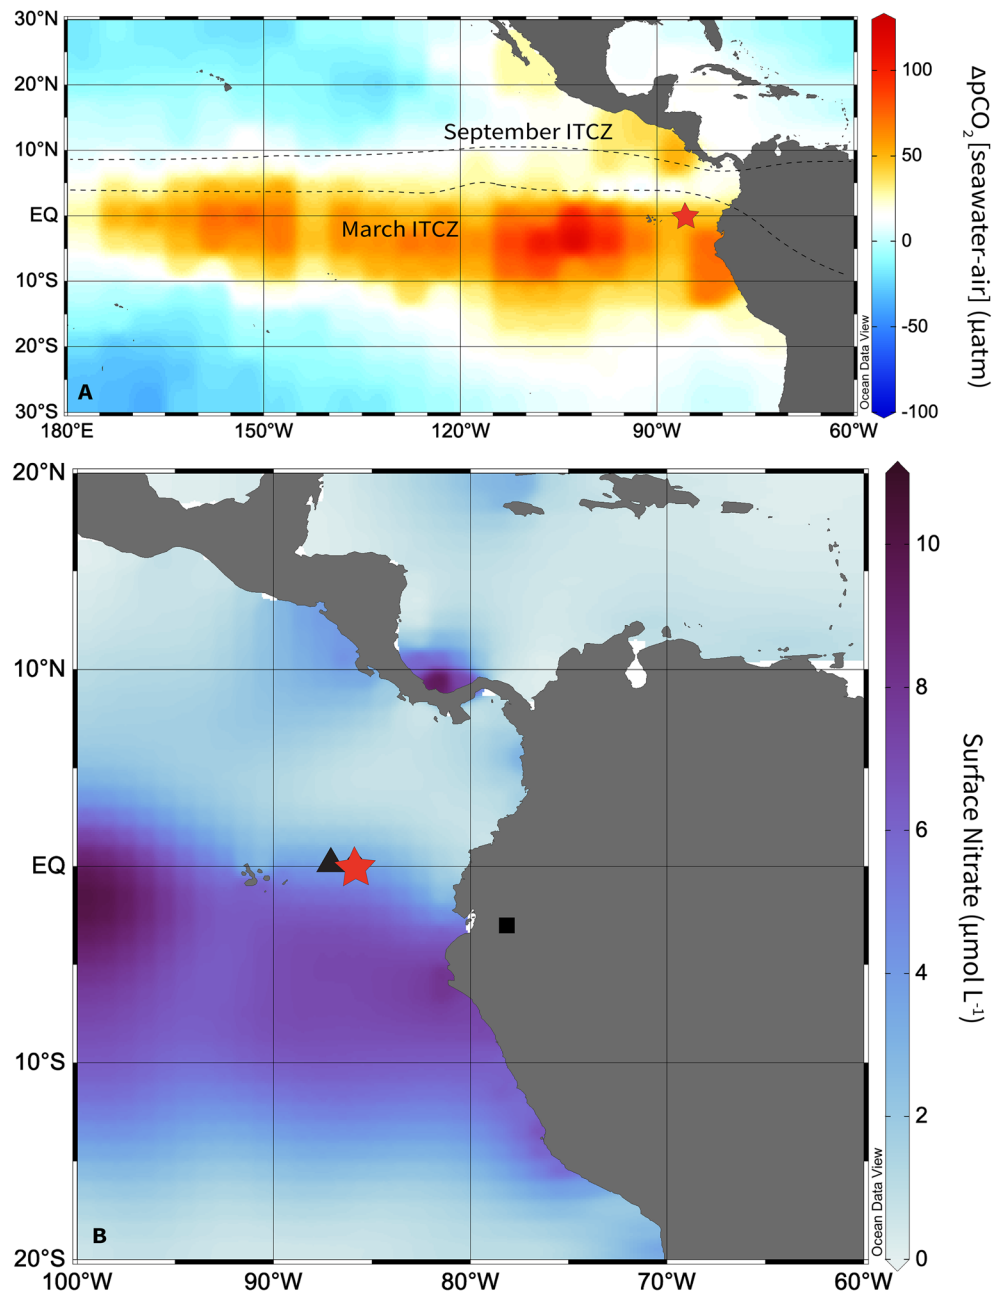 30°N
20°N
10°N
EQ
10°S
20°S
30°S
September ITCZ
March ITCZ
A
Ocean Data View
180°E
150°W
120°W
90°W
60°W
100
50
0
-50
-100
ΔpCO₂ [seawater-air] (μatm)
20°N
10°N
EQ
10°S
20°S
B
Ocean Data View
100°W
90°W
80°W
70°W
60°W
10
8
6
4
2
0
Surface Nitrate (μmol L⁻¹)